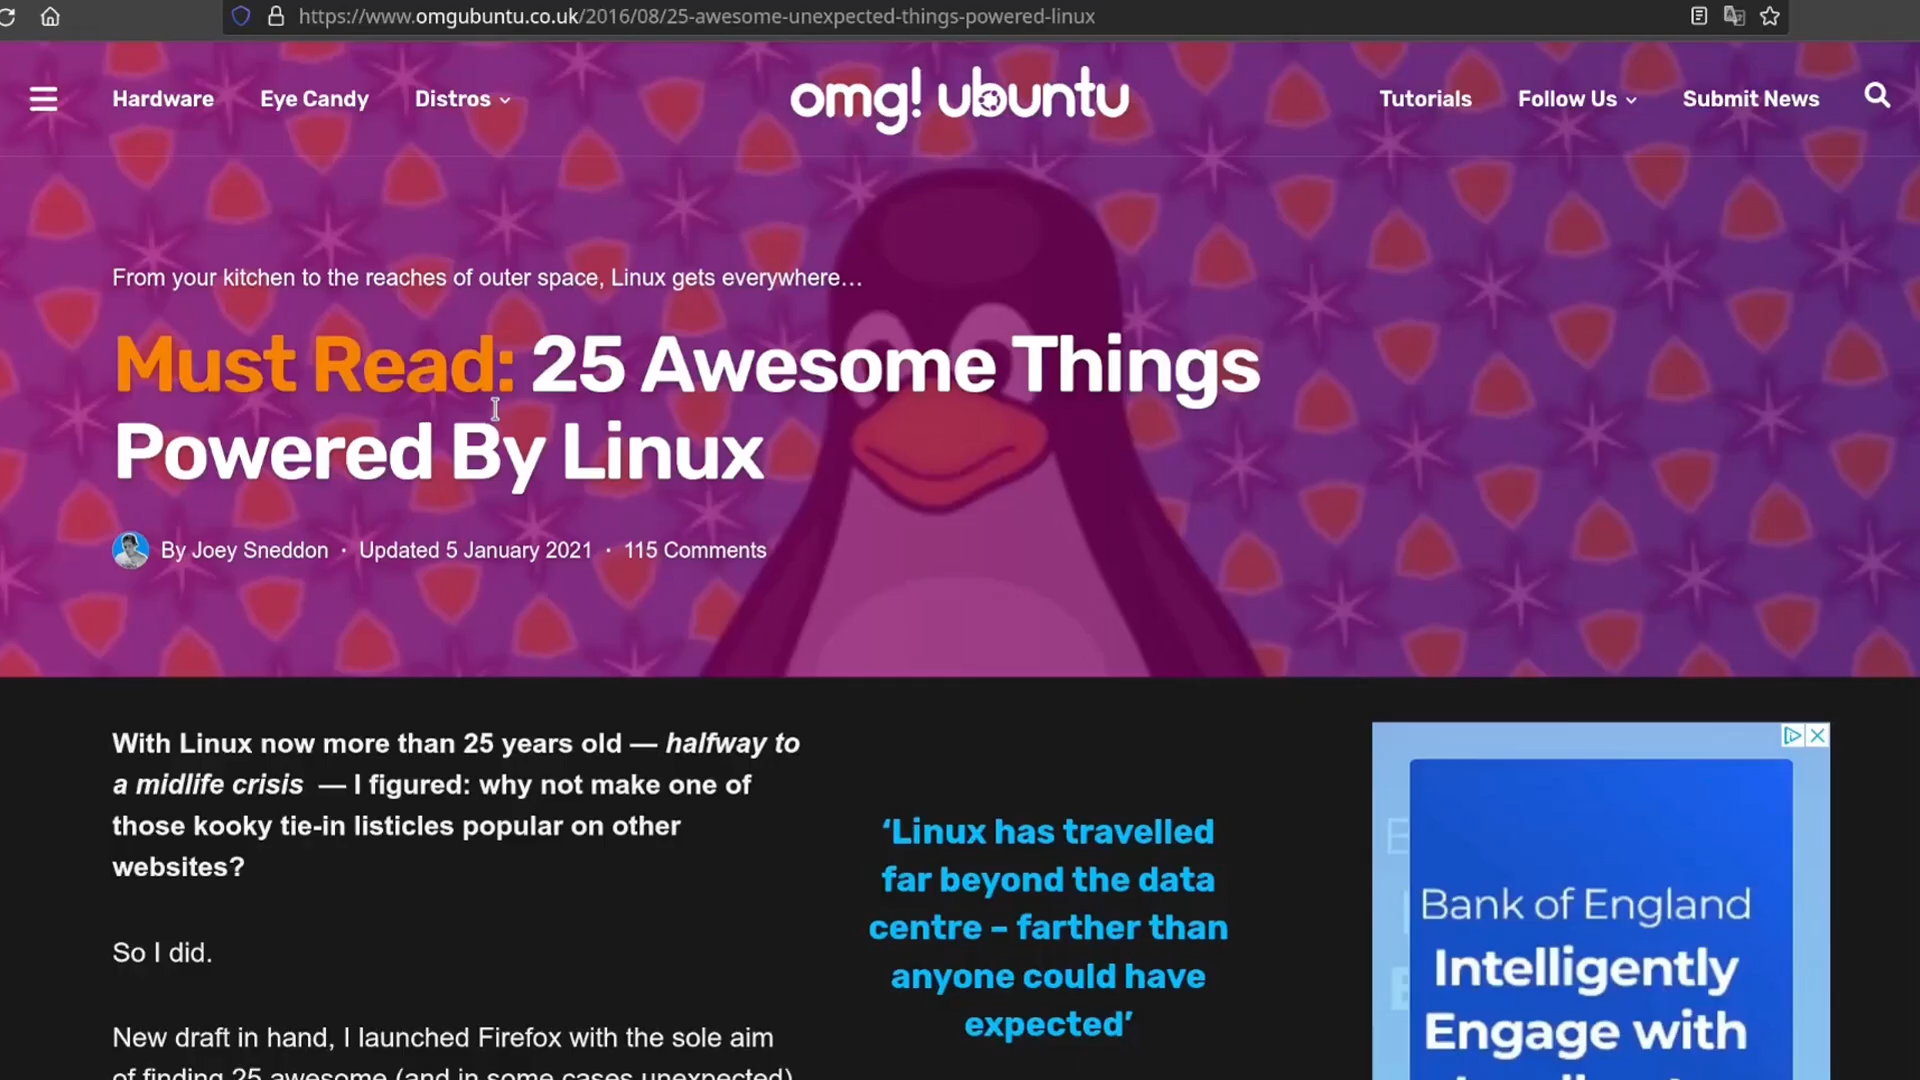 https://www.omgubuntu.co.uk/2016/08/25-awesome-unexpected-things-powered-linux
Hardware
Eye Candy
Distros
omg! ubuntu
Tutorials
Follow Us
Submit News
From your kitchen to the reaches of outer space, Linux gets everywhere…
Must Read: 25 Awesome Things
Powered By Linux
By Joey Sneddon · Updated 5 January 2021 · 115 Comments
With Linux now more than 25 years old — halfway to
a midlife crisis — I figured: why not make one of
those kooky tie-in listicles popular on other
websites?
So I did.
New draft in hand, I launched Firefox with the sole aim
of finding 25 awesome (and in some cases unexpected)
‘Linux has travelled
far beyond the data
centre – farther than
anyone could have
expected’
Bank of England
Intelligently
Engage with